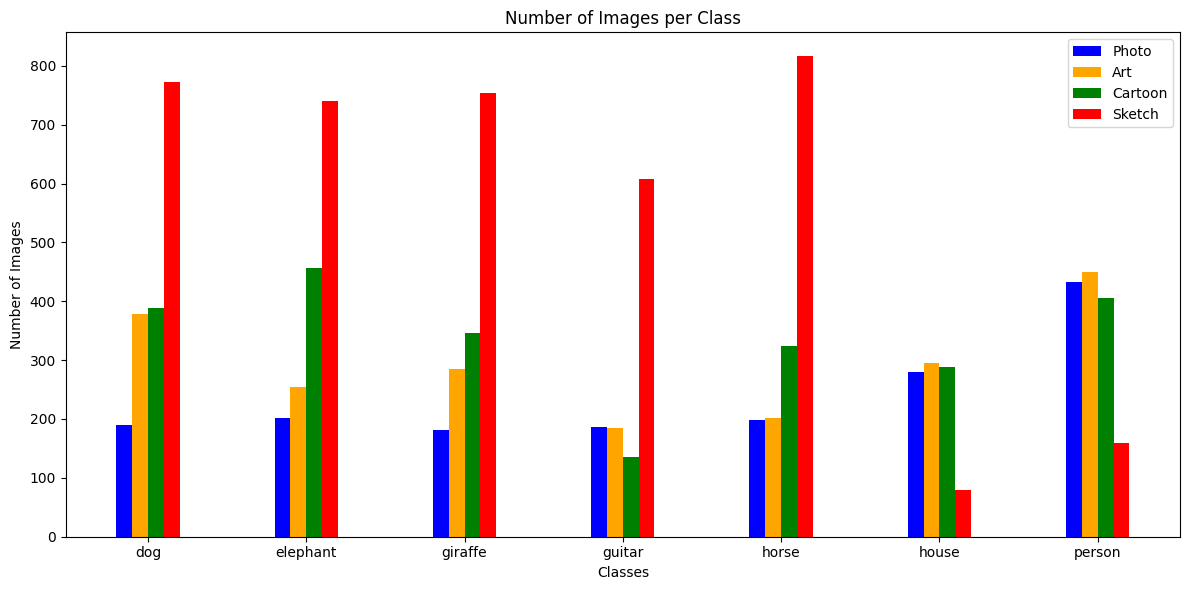 Number of Images per Class
Number of Images
800
700
600
500
400
300
200
100
0
Photo
Art
Cartoon
Sketch
dog elephant giraffe guitar horse house person
Classes